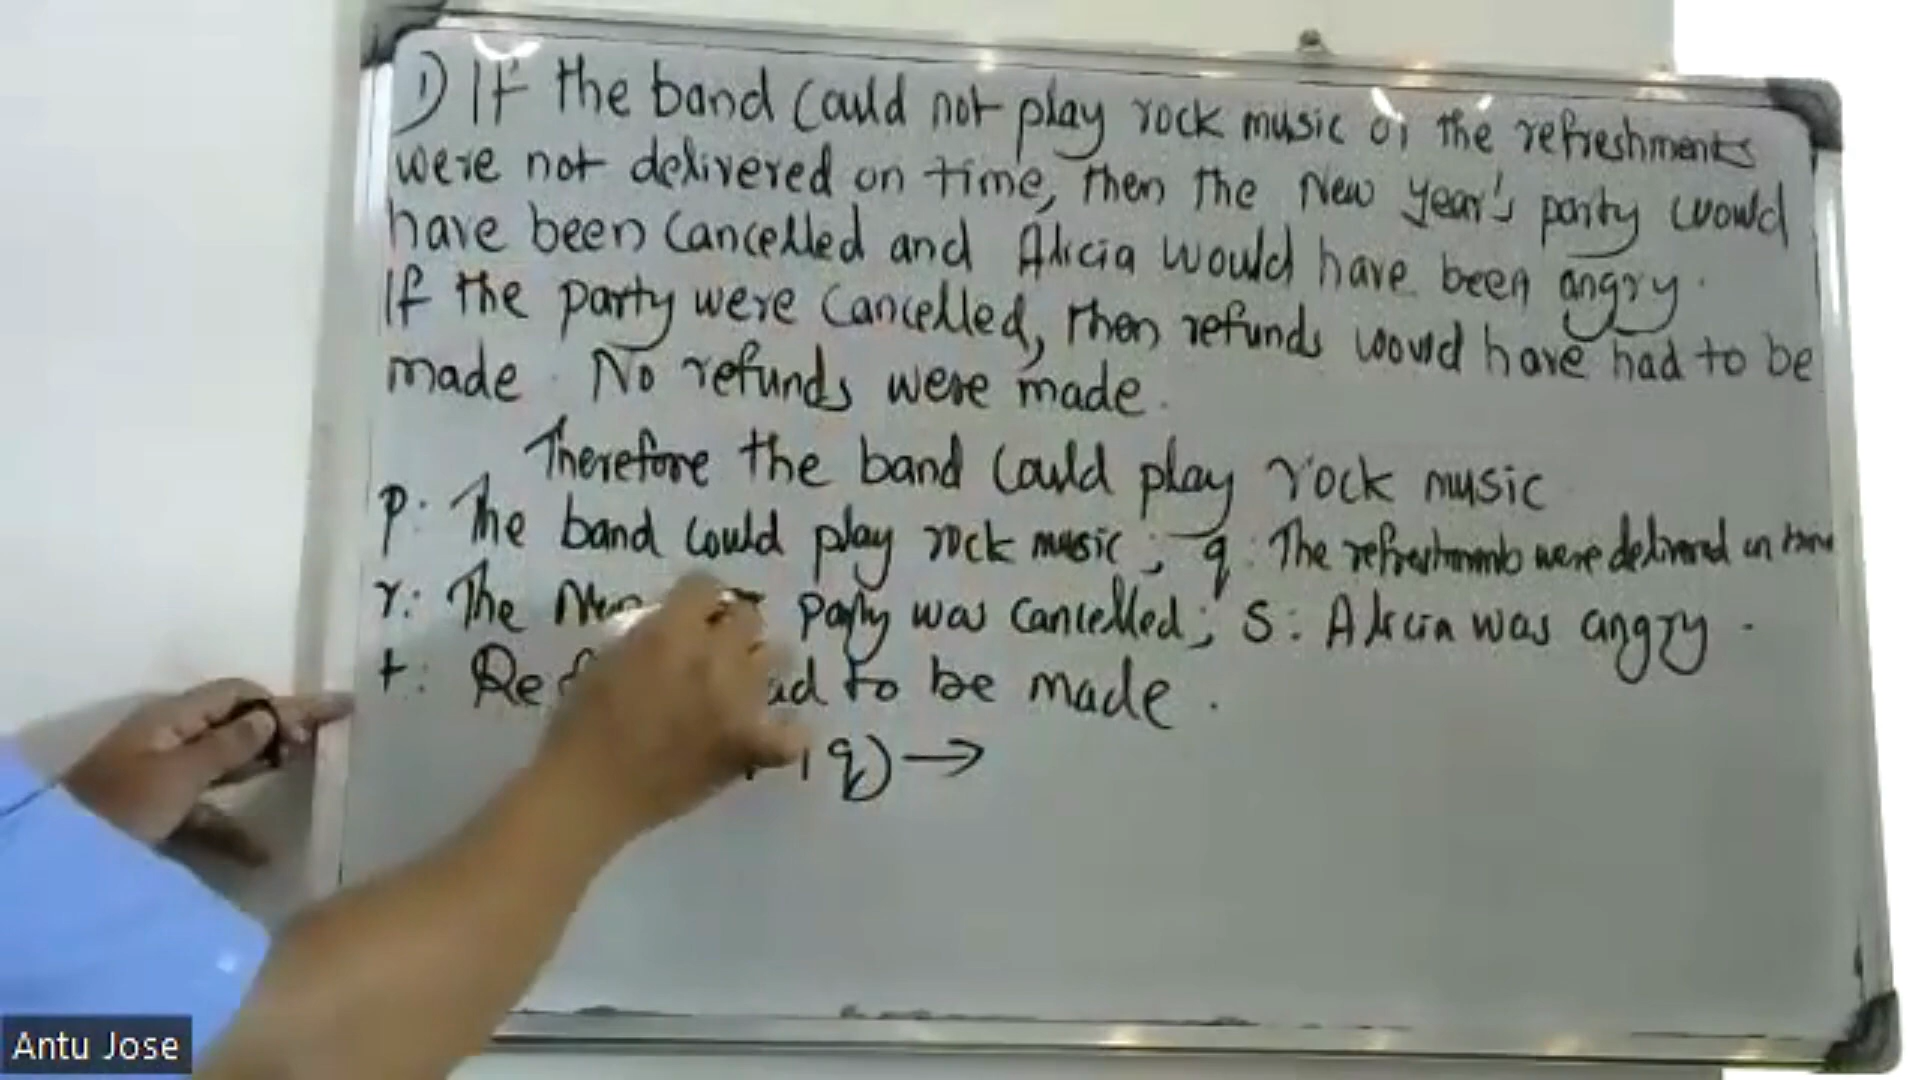 1) If the band could not play rock music or the refreshments
were not delivered on time, then the New Year's party would
have been cancelled and Alicia would have been angry.
If the party were cancelled, then refunds would have had to be
made. No refunds were made.
Therefore the band could play rock music
p: The band could play rock music; q: The refreshments were delivered on time
r: The party was cancelled; s: Alicia was angry.
t: to be made.
q) →
Antu Jose